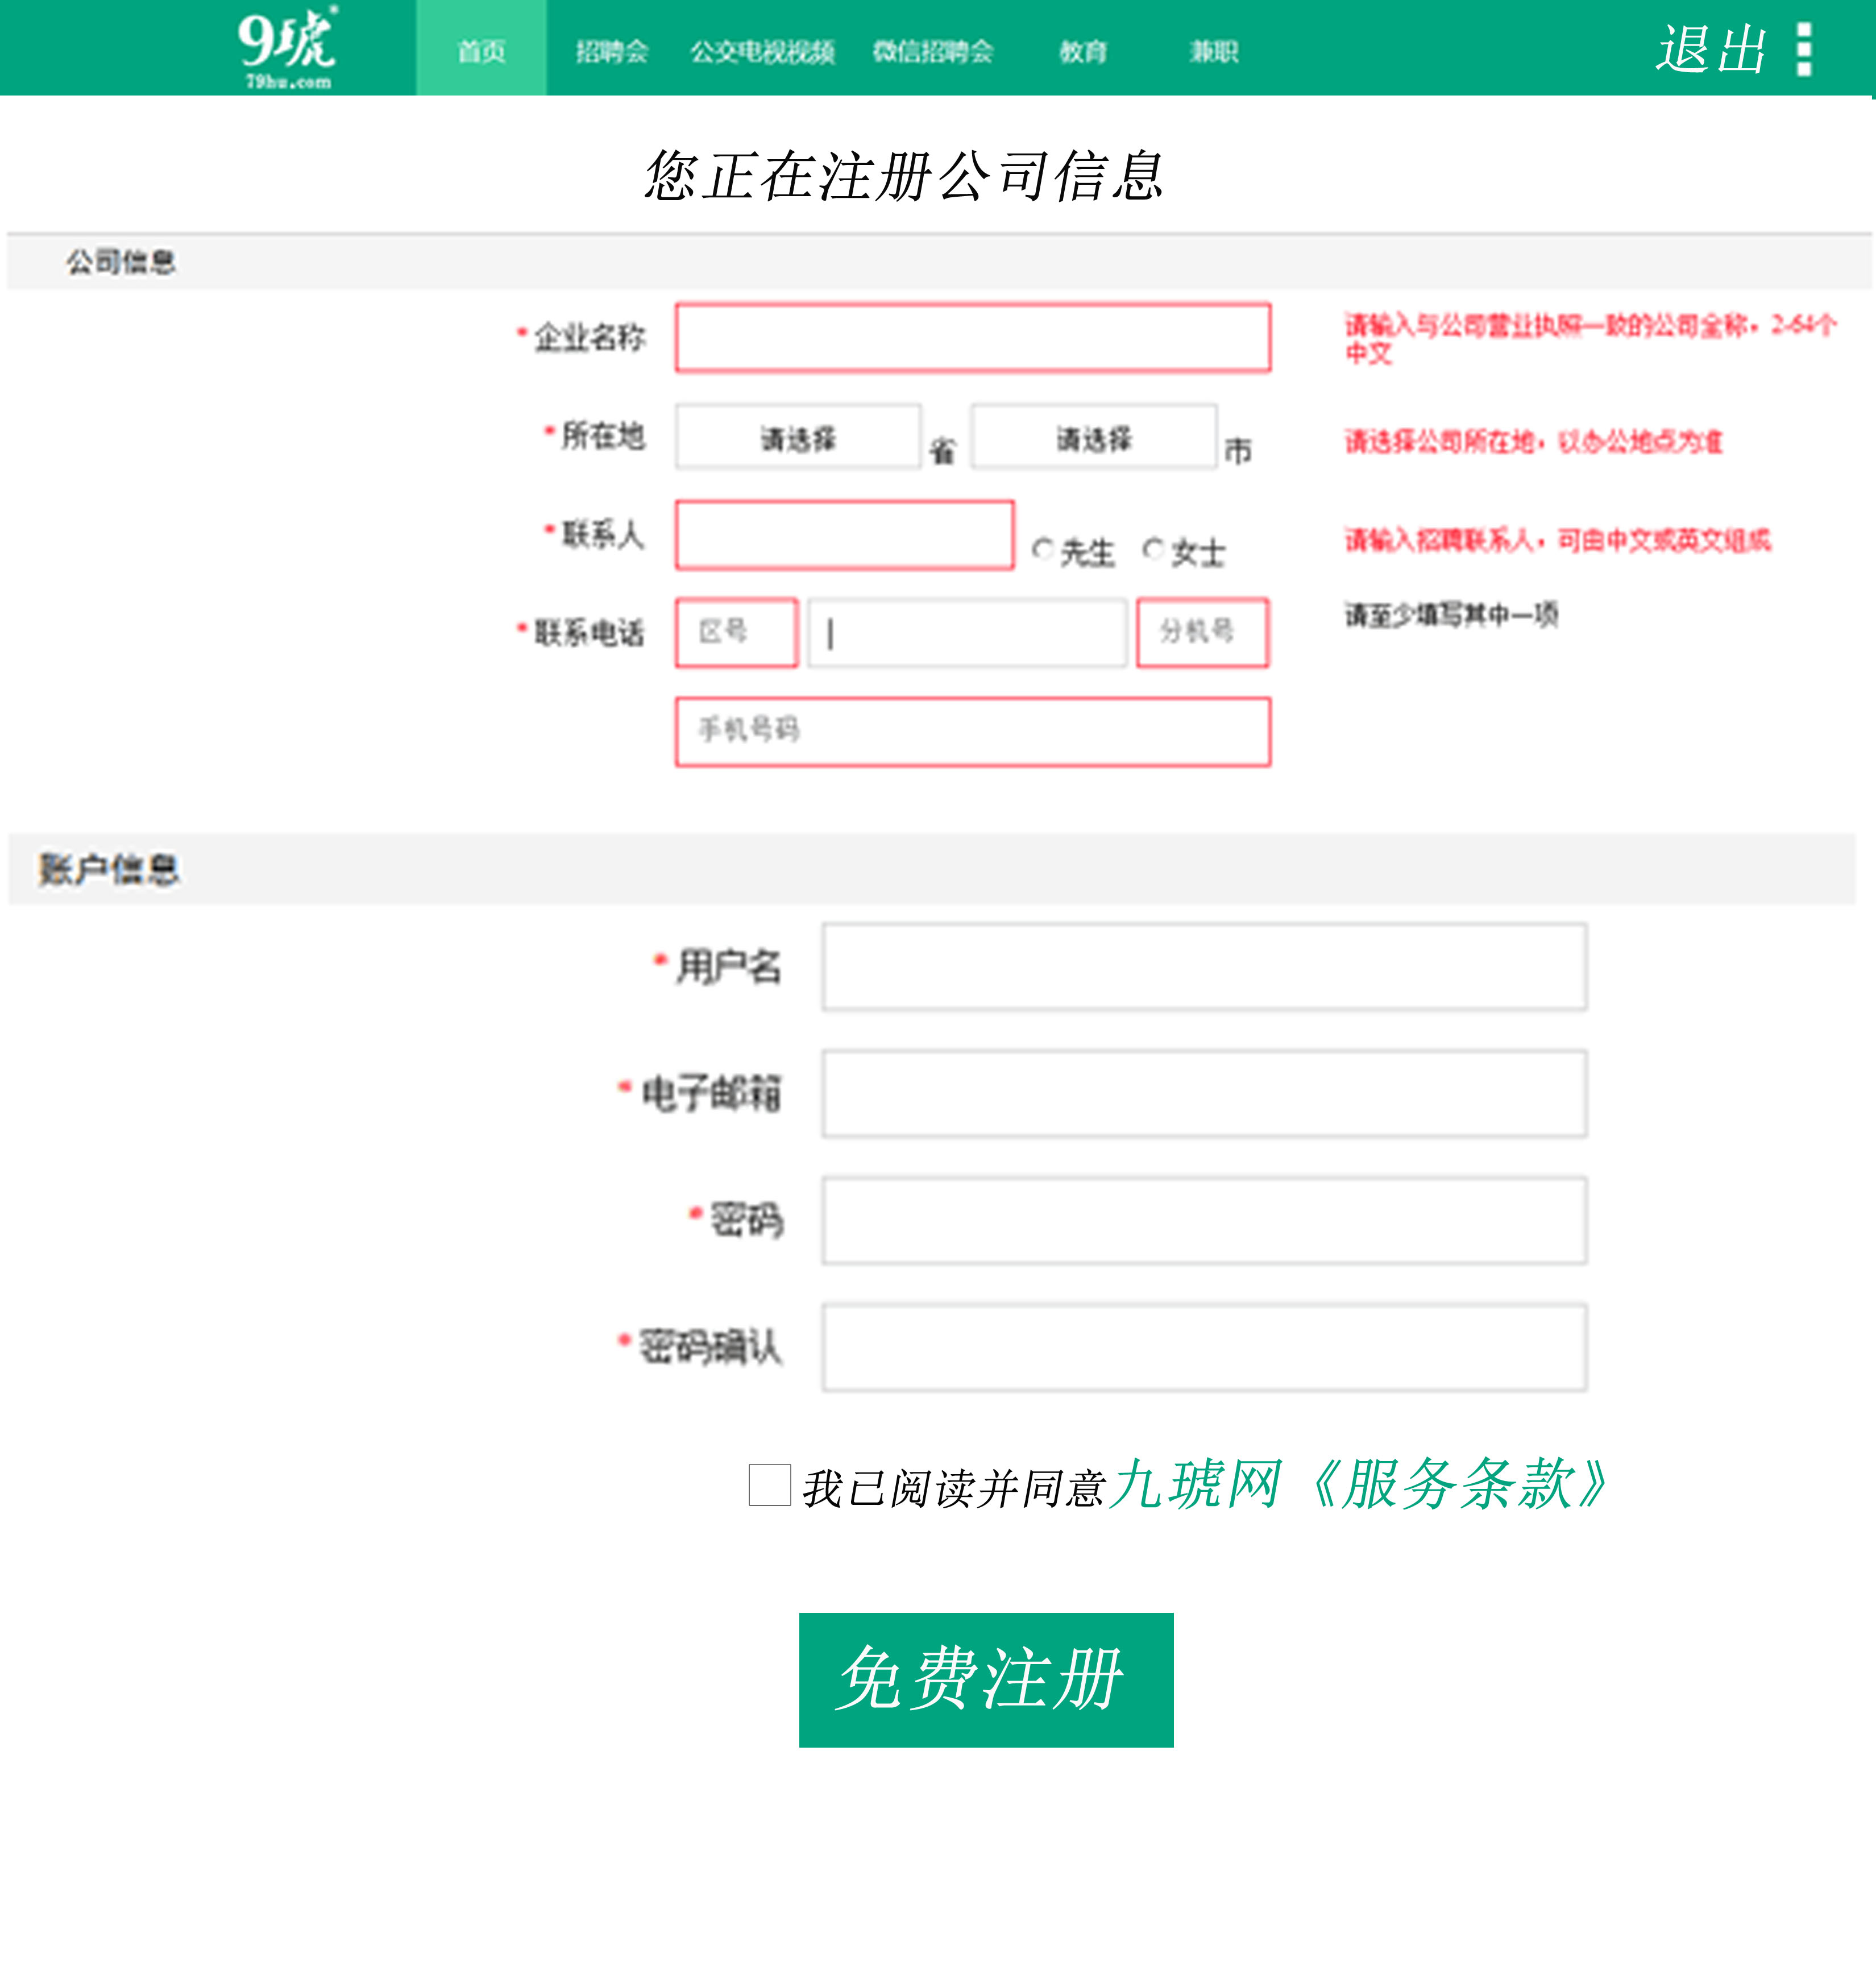 9琥
79hu.com
首页 招聘会 公交电视视频 微信招聘会 教育 兼职 退出
您正在注册公司信息
公司信息
* 企业名称 请输入与公司营业执照一致的公司全称，2-64个
中文
* 所在地 请选择 省 请选择 市 请选择公司所在地，以办公地点为准
* 联系人 先生 女士 请输入招聘联系人，可由中文或英文组成
* 联系电话 区号 分机号 请至少填写其中一项
手机号码
账户信息
* 用户名
* 电子邮箱
* 密码
* 密码确认
我已阅读并同意九琥网《服务条款》
免费注册